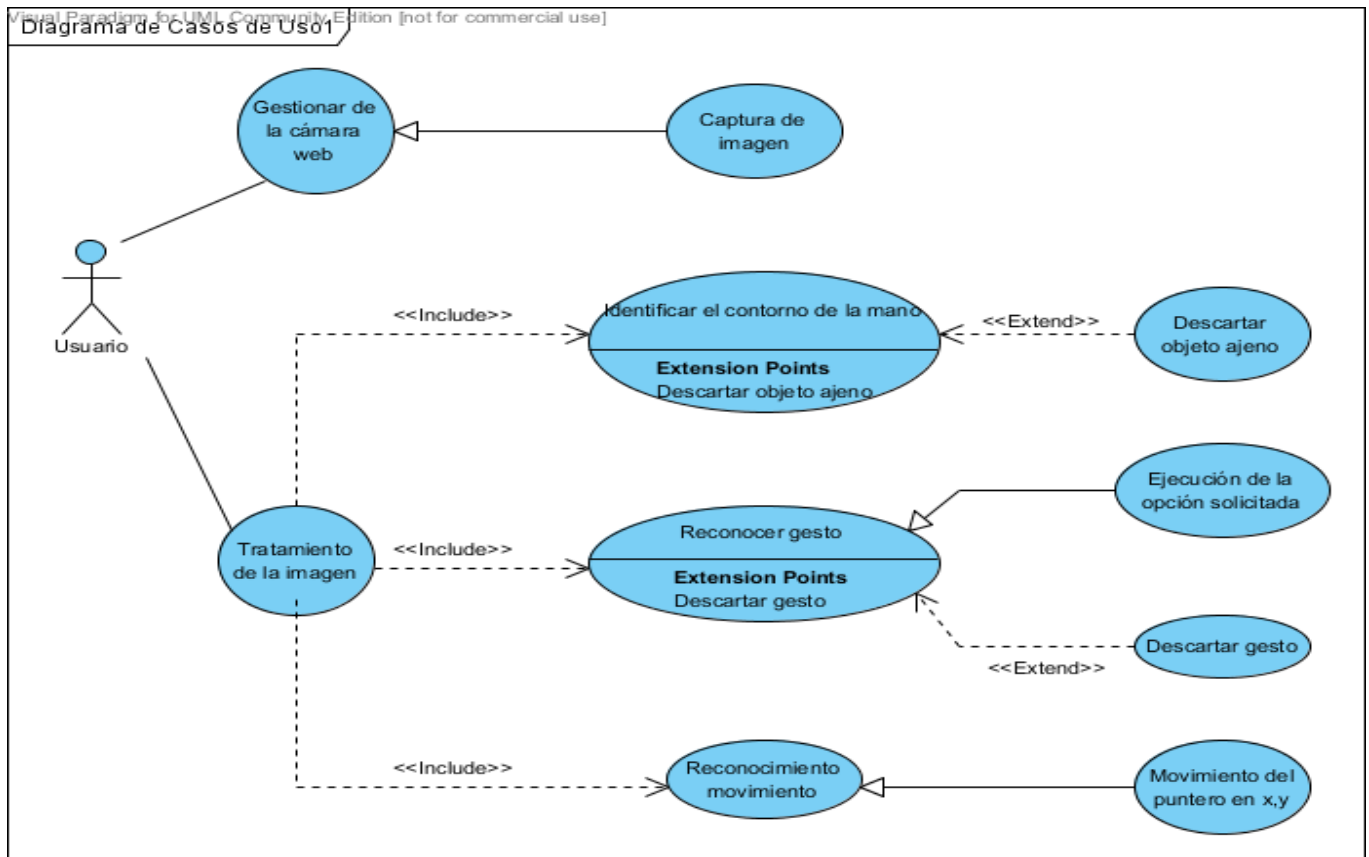 Visual Paradigm for UML Community Edition [not for commercial use]
Diagrama de Casos de Uso1
Gestionar de
la cámara
web
Captura de
imagen
Usuario
<<Include>>
Identificar el contorno de la mano
Extension Points
Descartar objeto ajeno
<<Extend>>
Descartar
objeto ajeno
Ejecución de la
opción solicitada
Tratamiento
de la imagen
<<Include>>
Reconocer gesto
Extension Points
Descartar gesto
Descartar gesto
<<Extend>>
<<Include>>
Reconocimiento
movimiento
Movimiento del
puntero en x,y